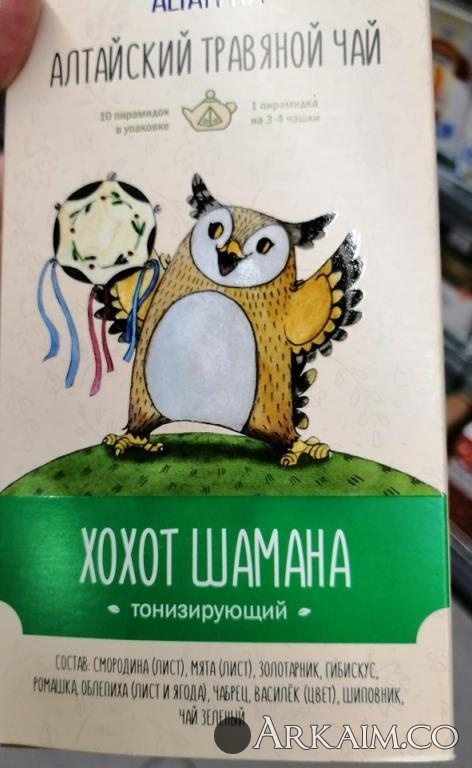 АЛТАЙСКИЙ ТРАВЯНОЙ ЧАЙ
10 пирамидок
в упаковке
1 пирамидка
на 3-4 чашки
ХОХОТ ШАМАНА
тонизирующий
СОСТАВ: СМОРОДИНА (ЛИСТ), МЯТА (ЛИСТ), ЗОЛОТАРНИК, ГИБИСКУС,
РОМАШКА, ОБЛЕПИХА (ЛИСТ И ЯГОДА), ЧАБРЕЦ, ВАСИЛЁК (ЦВЕТ), ШИПОВНИК,
ЧАЙ ЗЕЛЕНЫЙ
ARKAIM.CO